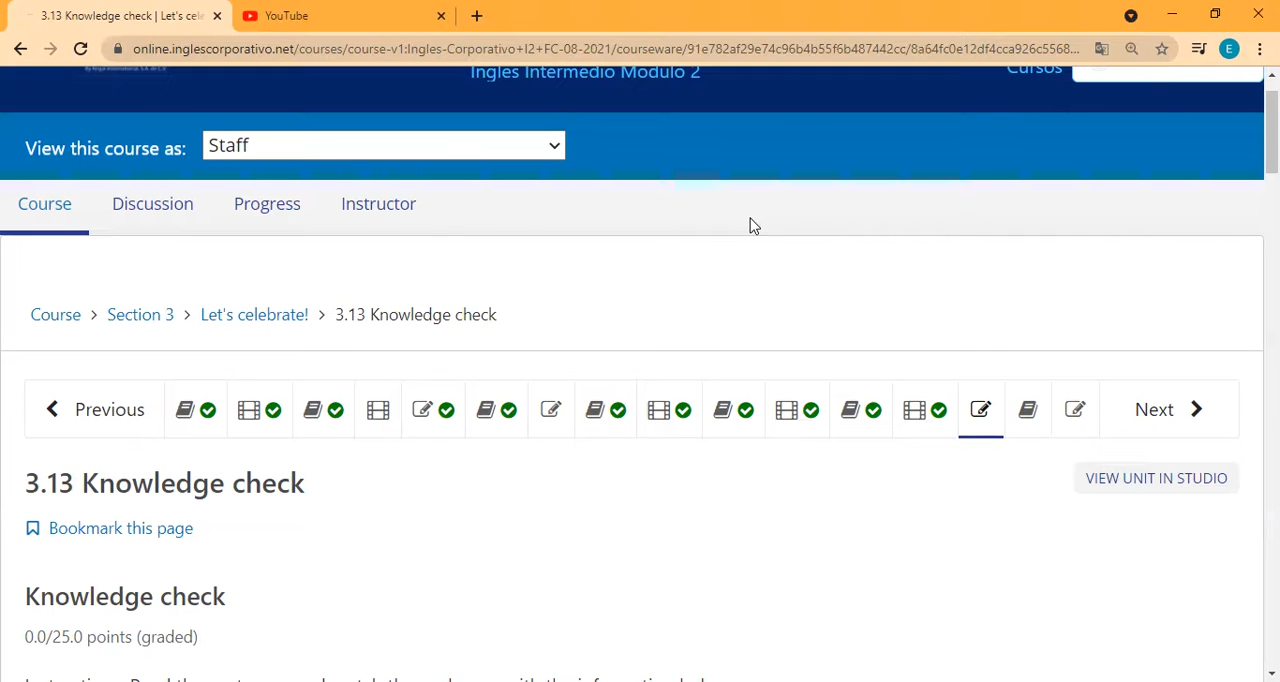 3.13 Knowledge check | Let's cele
YouTube
online.inglescorporativo.net/courses/course-v1:Ingles-Corporativo+I2+FC-08-2021/courseware/91e782af29e74c96b4b55f6b487442cc/8a64fc0e12df4cca926c5568...
E
Ingles Intermedio Modulo 2
Cursos
View this course as: Staff
Course Discussion Progress Instructor
Course > Section 3 > Let's celebrate! > 3.13 Knowledge check
Previous
Next
3.13 Knowledge check
VIEW UNIT IN STUDIO
Bookmark this page
Knowledge check
0.0/25.0 points (graded)